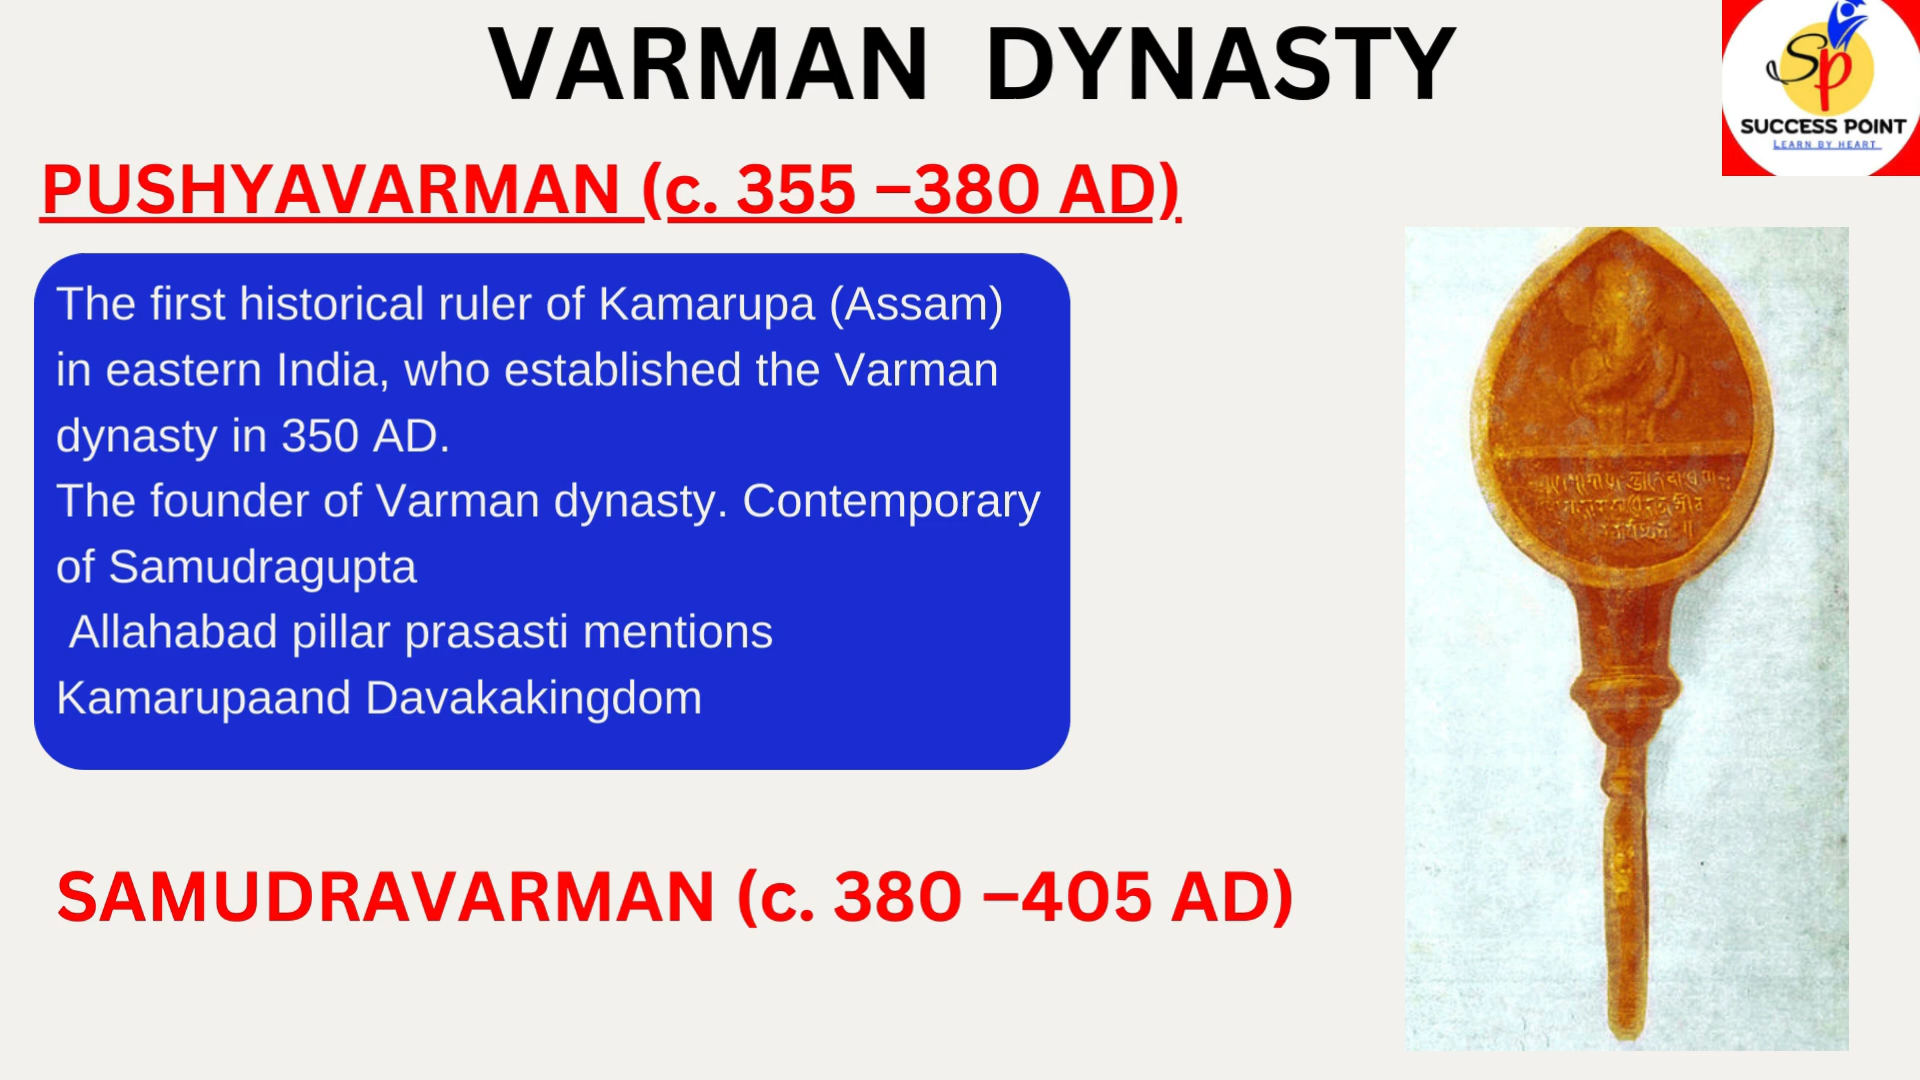 VARMAN DYNASTY
SUCCESS POINT
LEARN BY HEART
PUSHYAVARMAN (c. 355 –380 AD)
The first historical ruler of Kamarupa (Assam)
in eastern India, who established the Varman
dynasty in 350 AD.
The founder of Varman dynasty. Contemporary
of Samudragupta
Allahabad pillar prasasti mentions
Kamarupaand Davakakingdom
SAMUDRAVARMAN (c. 380 –405 AD)